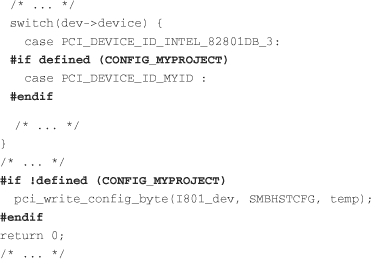 /* ... */
switch(dev->device) {
case PCI_DEVICE_ID_INTEL_82801DB_3:
#if defined (CONFIG_MYPROJECT)
case PCI_DEVICE_ID_MYID :
#endif
/* ... */
}
/* ... */
#if !defined (CONFIG_MYPROJECT)
pci_write_config_byte(I801_dev, SMBHSTCFG, temp);
#endif
return 0;
/* ... */